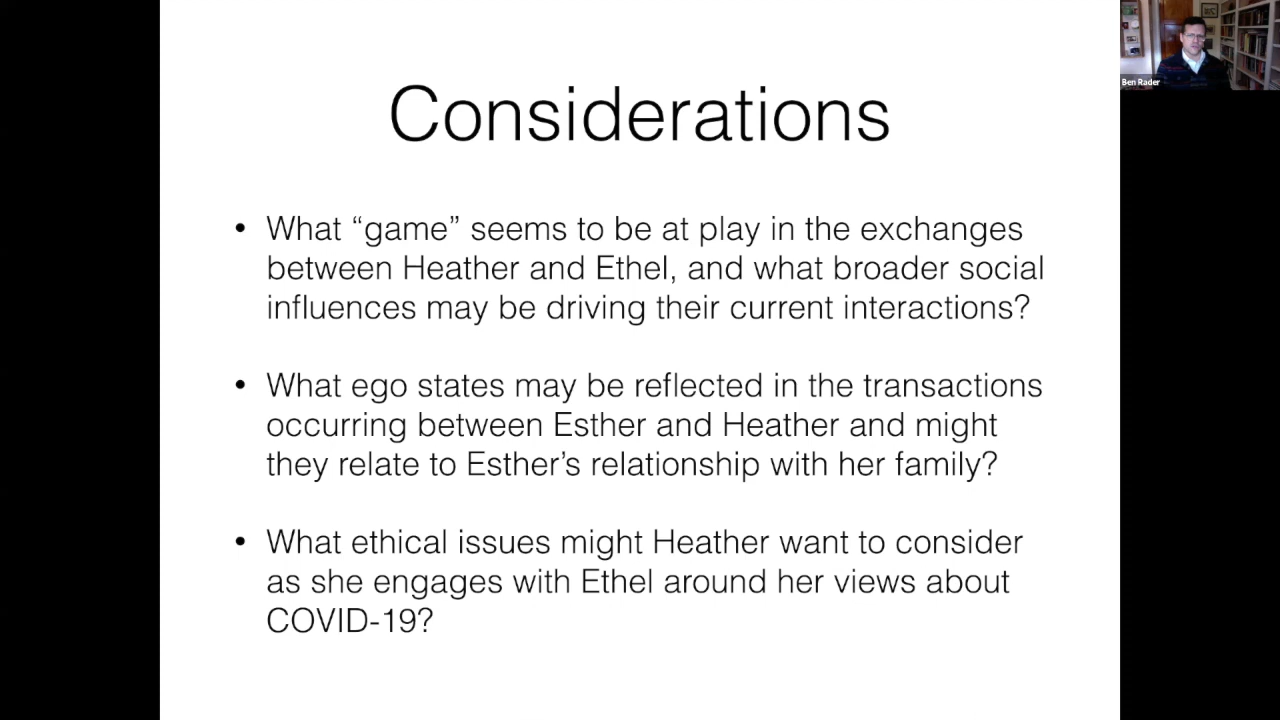 Considerations
• What “game” seems to be at play in the exchanges
between Heather and Ethel, and what broader social
influences may be driving their current interactions?
• What ego states may be reflected in the transactions
occurring between Esther and Heather and might
they relate to Esther’s relationship with her family?
• What ethical issues might Heather want to consider
as she engages with Ethel around her views about
COVID-19?
Ben Rader